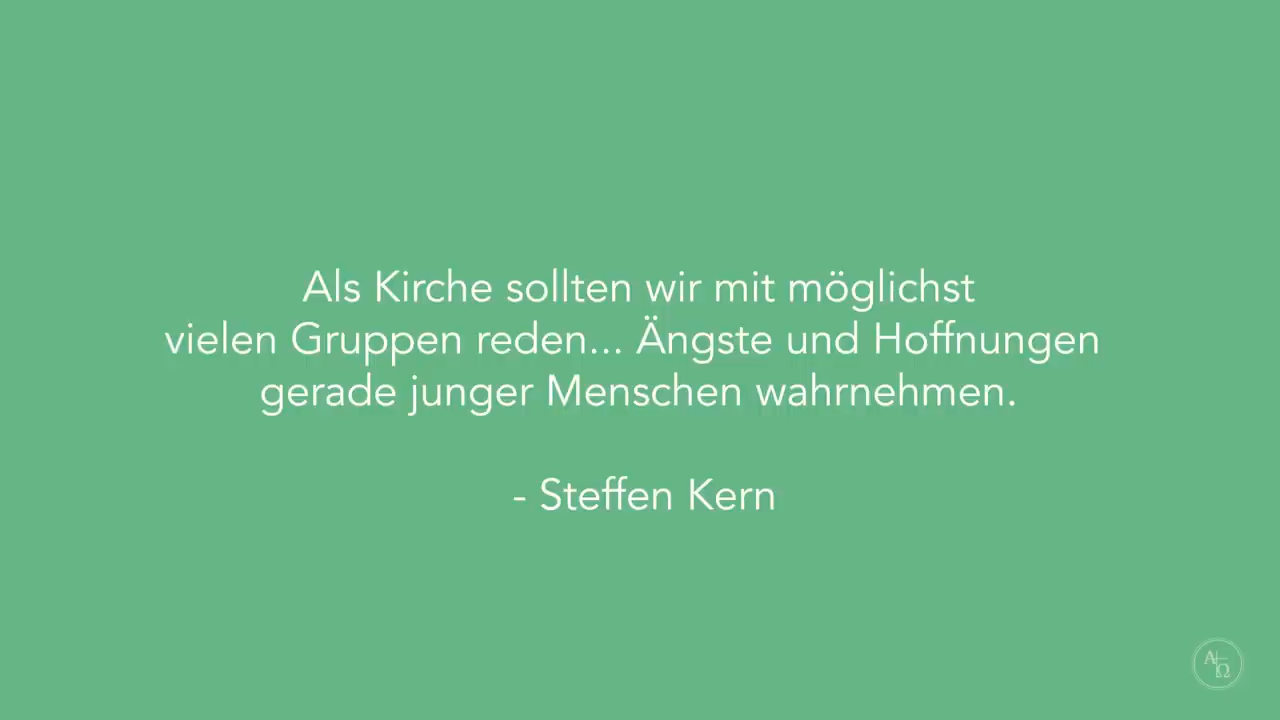 Als Kirche sollten wir mit möglichst
vielen Gruppen reden... Ängste und Hoffnungen
gerade junger Menschen wahrnehmen.
- Steffen Kern
Α
Ω